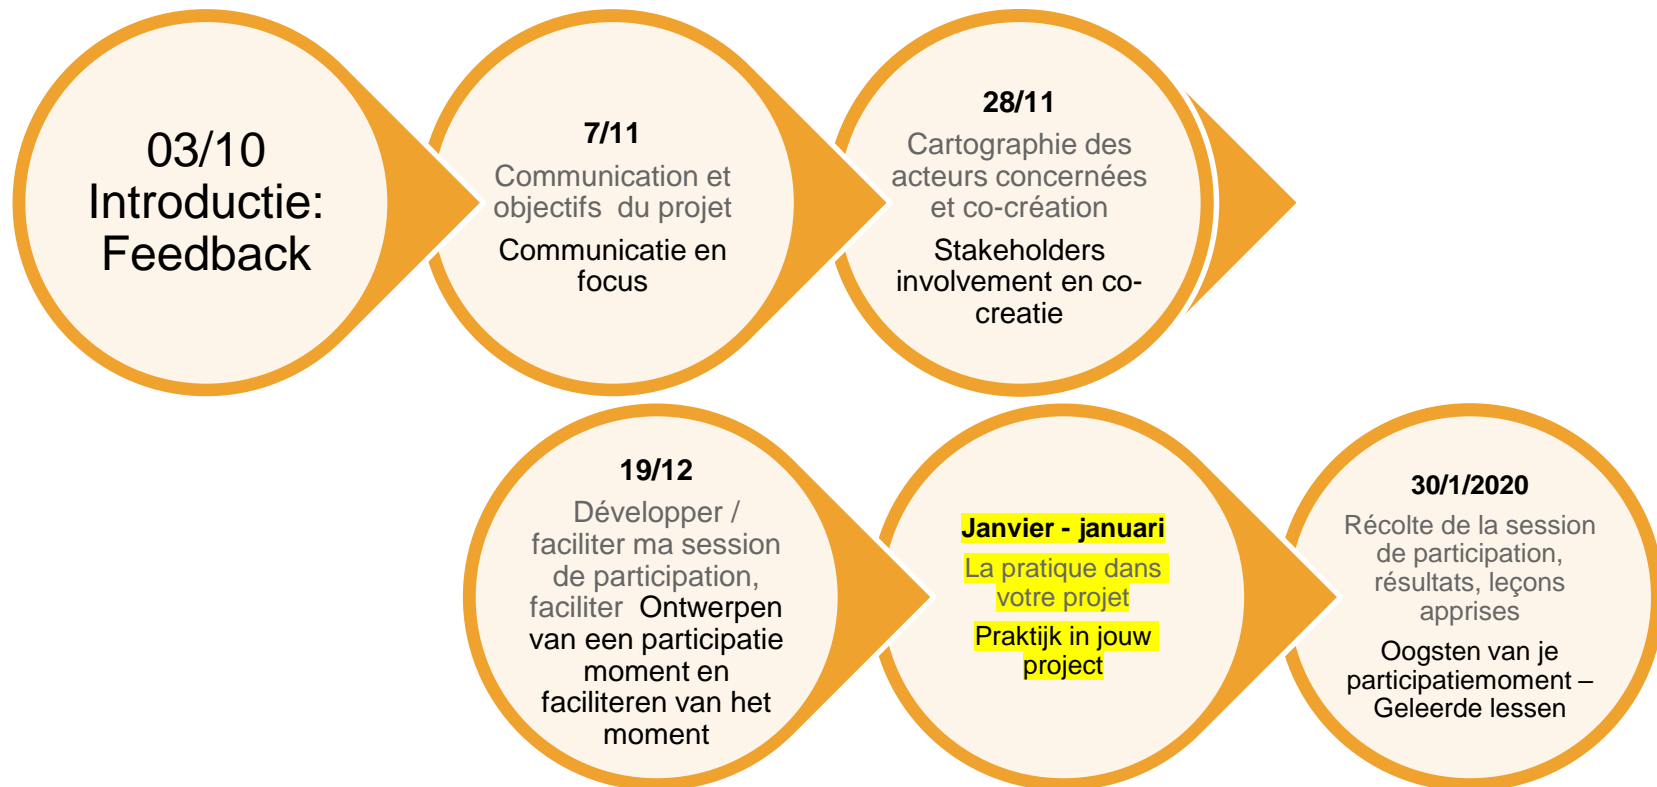 03/10
Introductie:
Feedback
7/11
Communication et
objectifs  du projet
Communicatie en
focus
28/11
Cartographie des
acteurs concernées
et co-création
Stakeholders
involvement en co-
creatie
19/12
Développer /
faciliter ma session
de participation,
faciliter  Ontwerpen
van een participatie
moment en
faciliteren van het
moment
Janvier - januari
La pratique dans
votre projet
Praktijk in jouw
project
30/1/2020
Récolte de la session
de participation,
résultats, leçons
apprises
Oogsten van je
participatiemoment –
Geleerde lessen